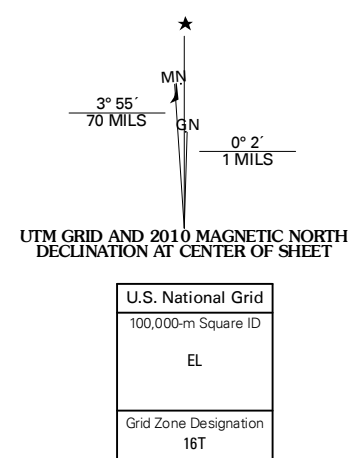 MN
3° 55´
70 MILS
GN
0° 2´
1 MILS
UTM GRID AND 2010 MAGNETIC NORTH
DECLINATION AT CENTER OF SHEET
U.S. National Grid
100,000-m Square ID
EL
Grid Zone Designation
16T